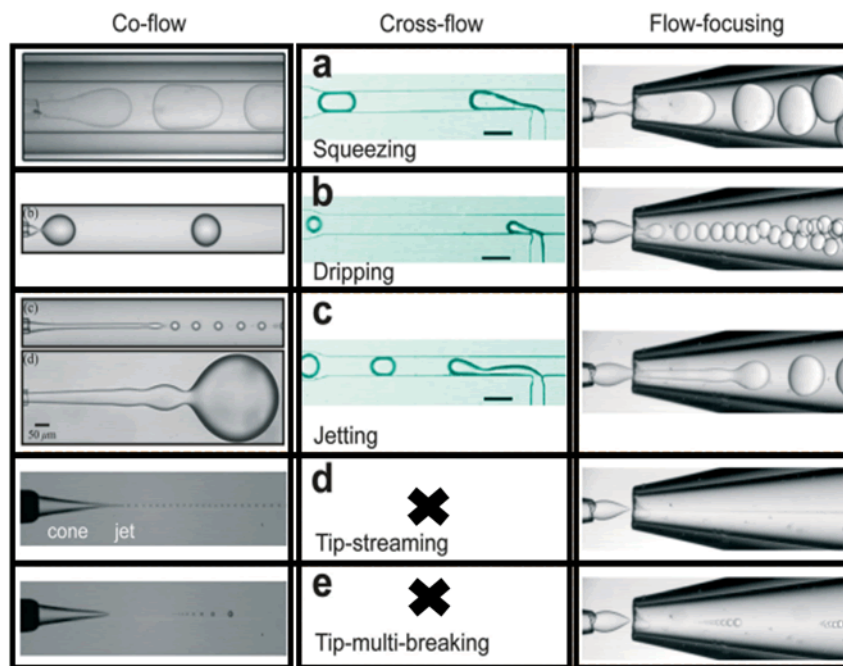 Co-flow
Cross-flow
Flow-focusing
a
Squeezing
(b)
b
Dripping
(c)
c
(d)
50 μm
Jetting
cone jet
d
Tip-streaming
e
Tip-multi-breaking